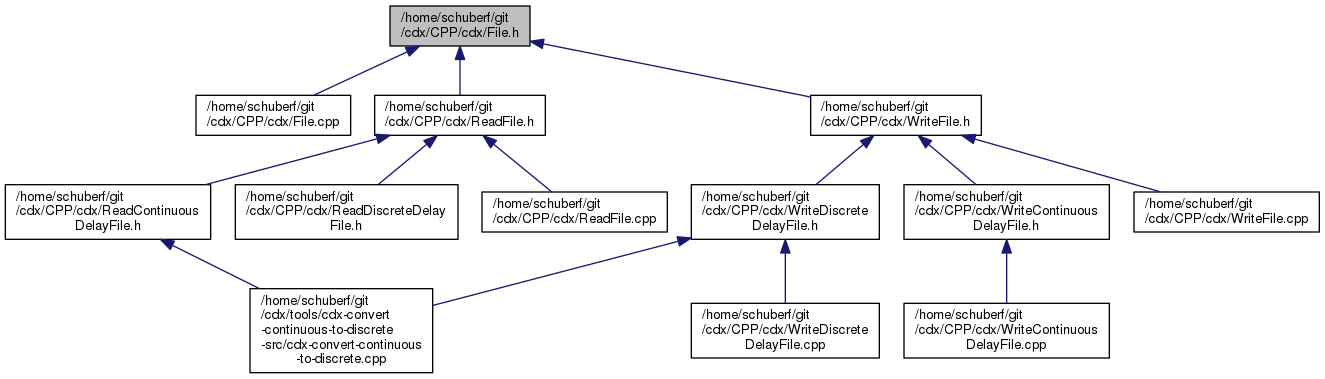 /home/schuberf/git
/cdx/CPP/cdx/File.h
/home/schuberf/git
/cdx/CPP/cdx/File.cpp
/home/schuberf/git
/cdx/CPP/cdx/ReadFile.h
/home/schuberf/git
/cdx/CPP/cdx/WriteFile.h
/home/schuberf/git
/cdx/CPP/cdx/ReadContinuous
DelayFile.h
/home/schuberf/git
/cdx/CPP/cdx/ReadDiscreteDelay
File.h
/home/schuberf/git
/cdx/CPP/cdx/ReadFile.cpp
/home/schuberf/git
/cdx/CPP/cdx/WriteDiscrete
DelayFile.h
/home/schuberf/git
/cdx/CPP/cdx/WriteContinuous
DelayFile.h
/home/schuberf/git
/cdx/CPP/cdx/WriteFile.cpp
/home/schuberf/git
/cdx/tools/cdx-convert
-continuous-to-discrete
-src/cdx-convert-continuous
-to-discrete.cpp
/home/schuberf/git
/cdx/CPP/cdx/WriteDiscrete
DelayFile.cpp
/home/schuberf/git
/cdx/CPP/cdx/WriteContinuous
DelayFile.cpp